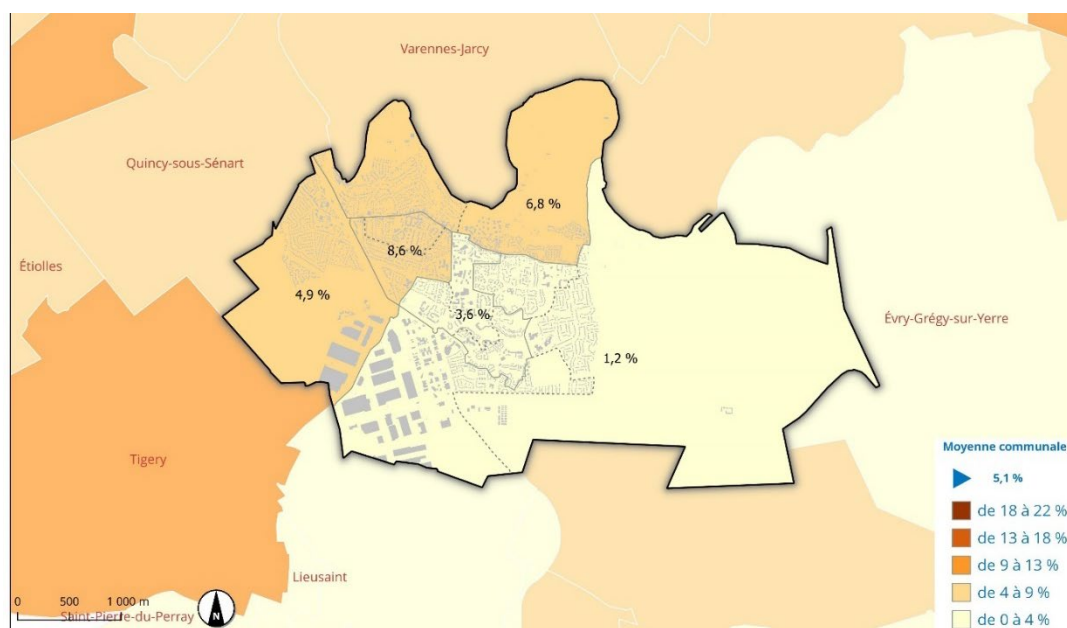 Varennes-Jarcy
Quincy-sous-Sénart
6,8 %
8,6 %
Étiolles
4,9 %
3,6 %
Évry-Grégy-sur-Yerre
1,2 %
Tigery
Moyenne communale
5,1 %
de 18 à 22 %
de 13 à 18 %
de 9 à 13 %
de 4 à 9 %
de 0 à 4 %
Lieusaint
0 500 1 000 m
Saint-Pierre-du-Perray
N